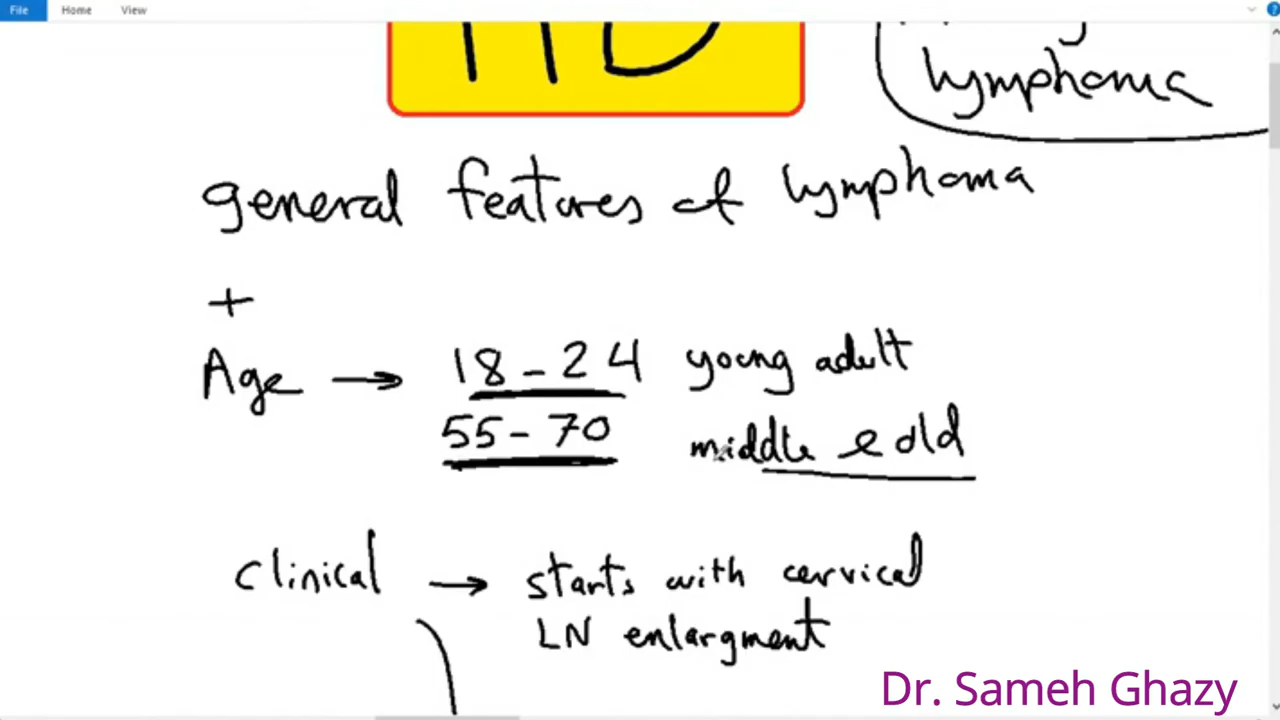 File Home View
HD
lymphoma
general features of lymphoma
+
Age → 18 - 24 young adult
55 - 70 middle e old
clinical → starts with cervical
LN enlargment
Dr. Sameh Ghazy